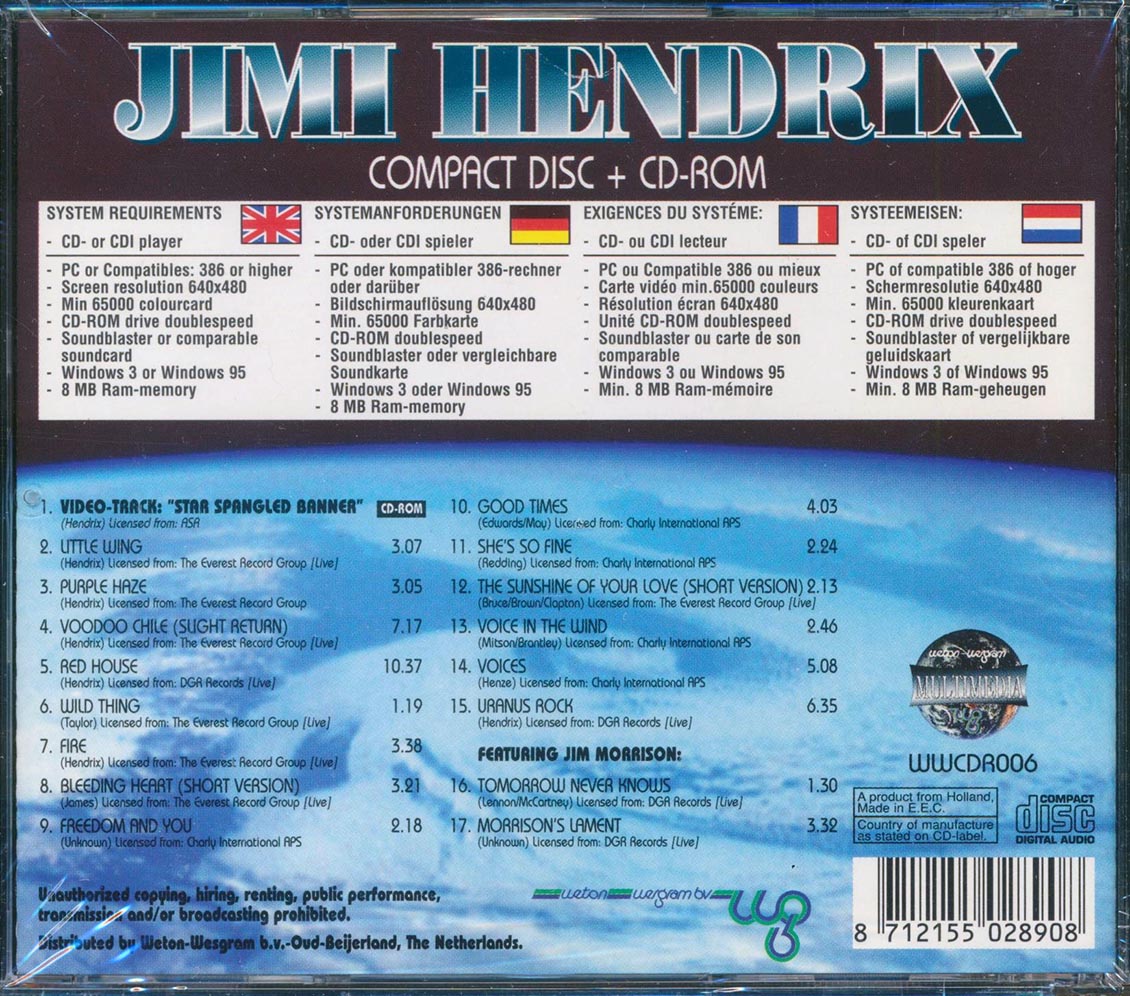 JIMI HENDRIX
COMPACT DISC + CD-ROM
SYSTEM REQUIREMENTS
- CD- or CDI player
- PC or Compatibles: 386 or higher
- Screen resolution 640x480
- Min 65000 colourcard
- CD-ROM drive doublespeed
- Soundblaster or comparable
soundcard
- Windows 3 or Windows 95
- 8 MB Ram-memory
SYSTEMANFORDERUNGEN
- CD- oder CDI spieler
- PC oder kompatibler 386-rechner
oder darüber
- Bildschirmauflösung 640x480
- Min. 65000 Farbkarte
- CD-ROM doublespeed
- Soundblaster oder vergleichbare
Soundkarte
- Windows 3 oder Windows 95
- 8 MB Ram-memory
EXIGENCES DU SYSTÉME:
- CD- ou CDI lecteur
- PC ou Compatible 386 ou mieux
- Carte vidéo min.65000 couleurs
- Résolution écran 640x480
- Unité CD-ROM doublespeed
- Soundblaster ou carte de son
comparable
- Windows 3 ou Windows 95
- Min. 8 MB Ram-mémoire
SYSTEEMEISEN:
- CD- of CDI speler
- PC of compatible 386 of hoger
- Schermresolutie 640x480
- Min. 65000 kleurenkaart
- CD-ROM drive doublespeed
- Soundblaster of vergelijkbare
geluidskaart
- Windows 3 of Windows 95
- Min. 8 MB Ram-geheugen
1. VIDEO-TRACK: "STAR SPANGLED BANNER" CD-ROM
(Hendrix) Licensed from: ASA
2. LITTLE WING 3.07
(Hendrix) Licensed from: The Everest Record Group [Live]
3. PURPLE HAZE 3.05
(Hendrix) Licensed from: The Everest Record Group
4. VOODOO CHILE (SLIGHT RETURN) 7.17
(Hendrix) Licensed from: The Everest Record Group [Live]
5. RED HOUSE 10.37
(Hendrix) Licensed from: DGR Records [Live]
6. WILD THING 1.19
(Taylor) Licensed from: The Everest Record Group [Live]
7. FIRE 3.38
(Hendrix) Licensed from: The Everest Record Group [Live]
8. BLEEDING HEART (SHORT VERSION) 3.21
(James) Licensed from: The Everest Record Group [Live]
9. FREEDOM AND YOU 2.18
(Unknown) Licensed from: Charly International APS
10. GOOD TIMES 4.03
(Edwards/May) Licensed from: Charly International APS
11. SHE'S SO FINE 2.24
(Redding) Licensed from: Charly International APS
12. THE SUNSHINE OF YOUR LOVE (SHORT VERSION) 2.13
(Bruce/Brown/Clapton) Licensed from: The Everest Record Group [Live]
13. VOICE IN THE WIND 2.46
(Mitson/Brantley) Licensed from: Charly International APS
14. VOICES 5.08
(Henze) Licensed from: Charly International APS
15. URANUS ROCK 6.35
(Hendrix) Licensed from: DGR Records [Live]
FEATURING JIM MORRISON:
16. TOMORROW NEVER KNOWS 1.30
(Lennon/McCartney) Licensed from: DGR Records [Live]
17. MORRISON'S LAMENT 3.32
(Unknown) Licensed from: DGR Records [Live]
weton-wesgram
MULTIMEDIA
WWCDR006
A product from Holland,
Made in E.E.C.
Country of manufacture
as stated on CD-label.
COMPACT
disc
DIGITAL AUDIO
Unauthorized copying, hiring, renting, public performance,
transmission and/or broadcasting prohibited.
Distributed by Weton-Wesgram b.v.-Oud-Beijerland, The Netherlands.
weton wesgram bv
8 712155 028908